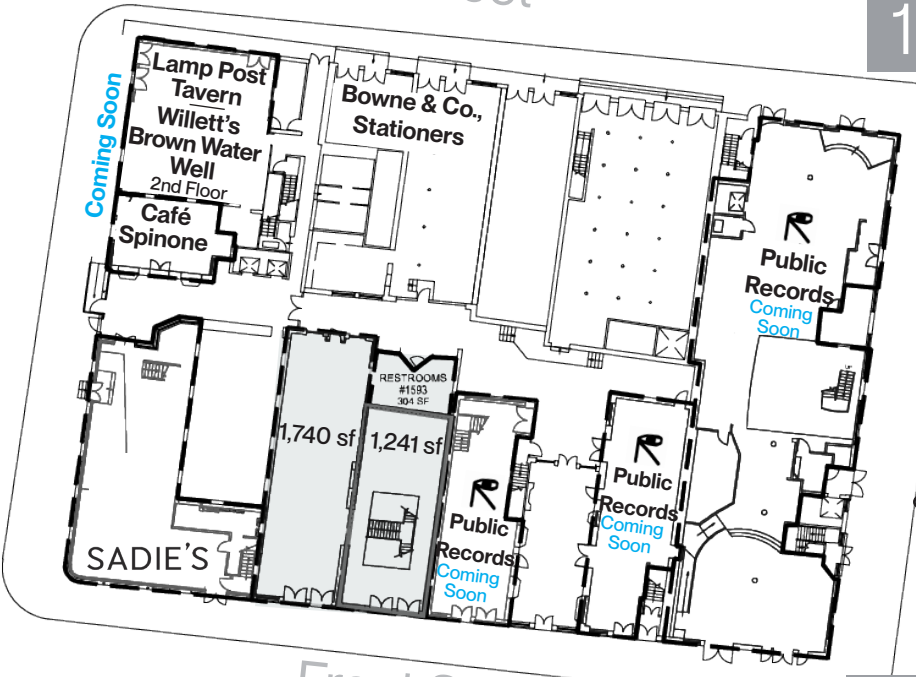 1
Lamp Post
Tavern
Willett's
Brown Water
Well
2nd Floor
Coming Soon
Café
Spinone
Bowne & Co.,
Stationers
Public
Records
Coming
Soon
RESTROOMS
#1593
304 SF
1,740 sf
1,241 sf
Public
Records
Coming
Soon
Public
Records
Coming
Soon
SADIE'S